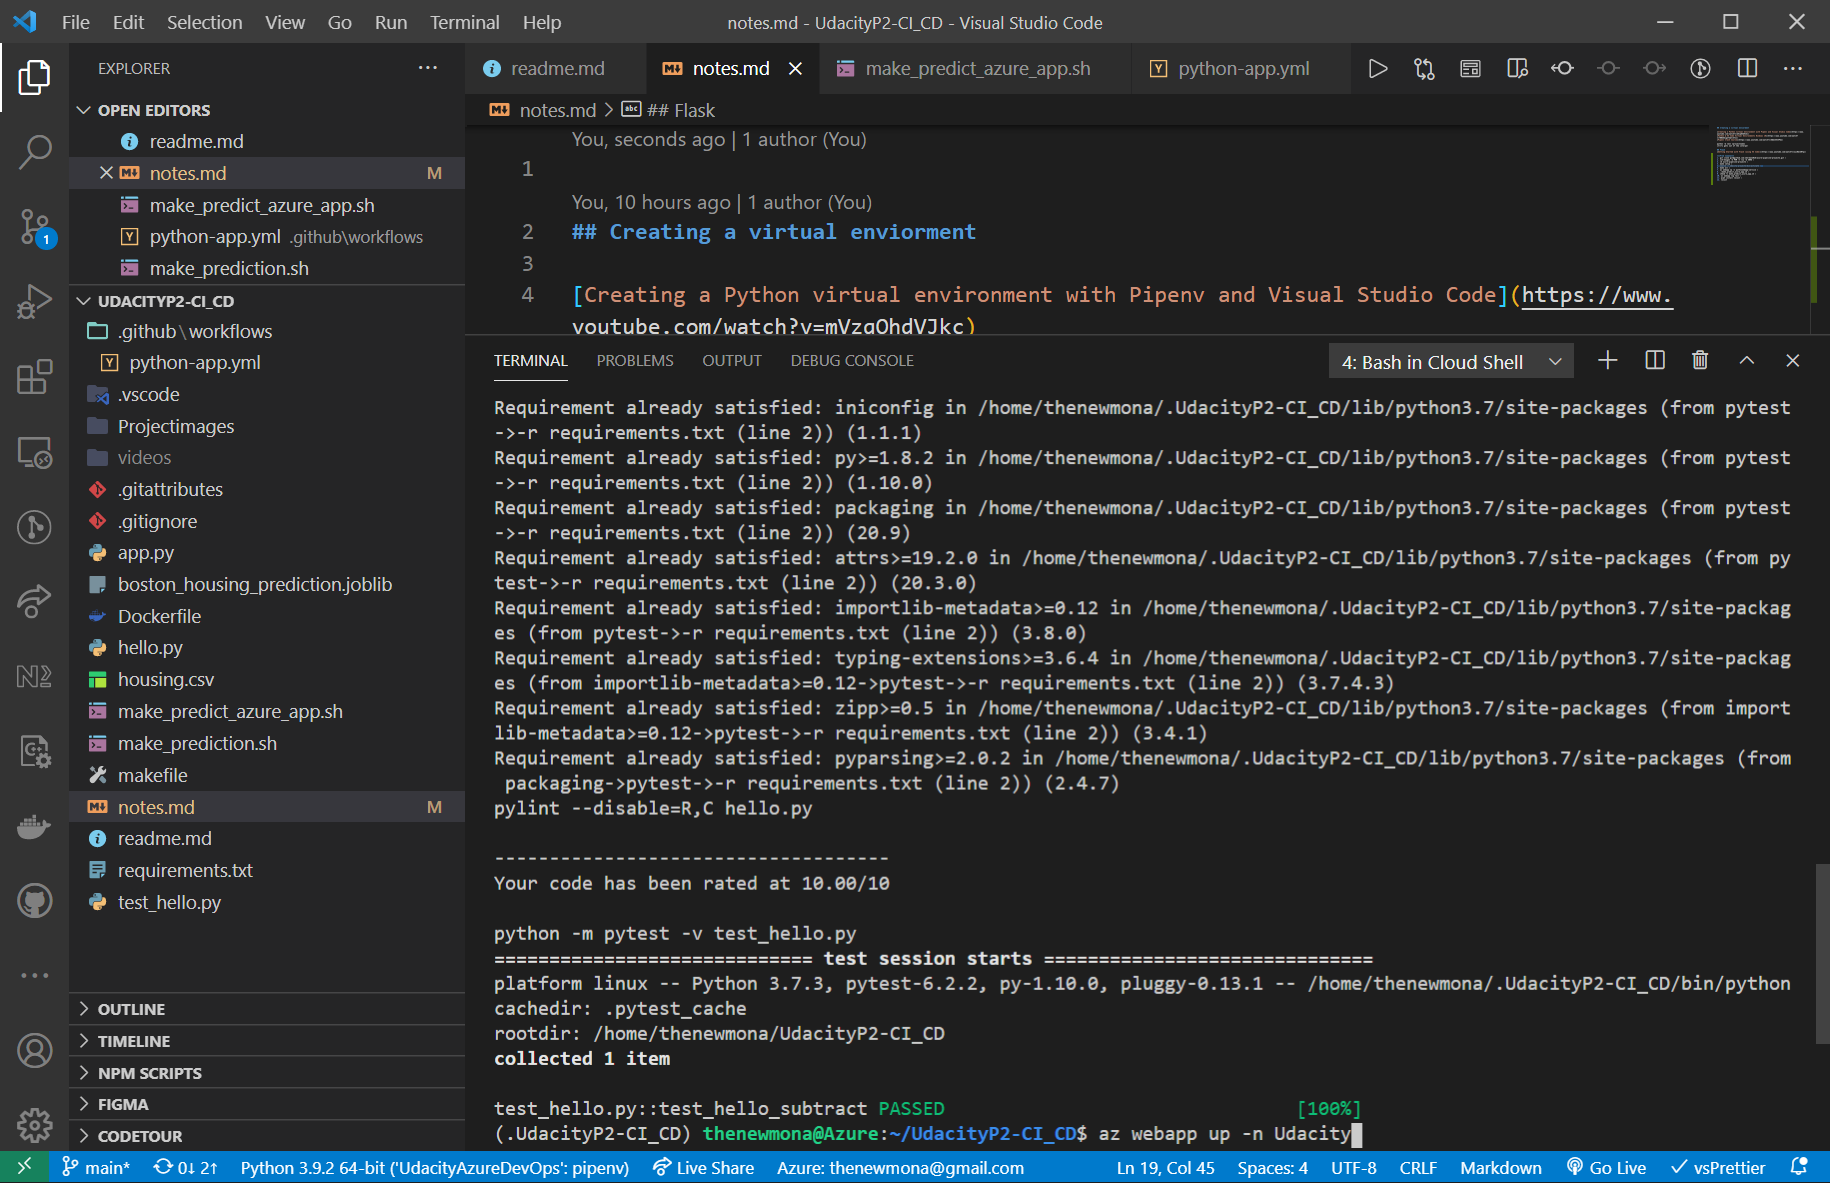 File Edit Selection View Go Run Terminal Help
notes.md - UdacityP2-CI_CD - Visual Studio Code
EXPLORER
OPEN EDITORS
readme.md
notes.md M
make_predict_azure_app.sh
python-app.yml .github\workflows
make_prediction.sh
UDACITYP2-CI_CD
.github\workflows
python-app.yml
.vscode
Projectimages
videos
.gitattributes
.gitignore
app.py
boston_housing_prediction.joblib
Dockerfile
hello.py
housing.csv
make_predict_azure_app.sh
make_prediction.sh
makefile
notes.md M
readme.md
requirements.txt
test_hello.py
OUTLINE
TIMELINE
NPM SCRIPTS
FIGMA
CODETOUR
1
readme.md
notes.md
make_predict_azure_app.sh
python-app.yml
notes.md > ## Flask
You, seconds ago | 1 author (You)
1
You, 10 hours ago | 1 author (You)
2 ## Creating a virtual enviorment
3
4 [Creating a Python virtual environment with Pipenv and Visual Studio Code](https://www.
youtube.com/watch?v=mVzgOhdVJkc)
TERMINAL PROBLEMS OUTPUT DEBUG CONSOLE
4: Bash in Cloud Shell
Requirement already satisfied: iniconfig in /home/thenewmona/.UdacityP2-CI_CD/lib/python3.7/site-packages (from pytest
->-r requirements.txt (line 2)) (1.1.1)
Requirement already satisfied: py>=1.8.2 in /home/thenewmona/.UdacityP2-CI_CD/lib/python3.7/site-packages (from pytest
->-r requirements.txt (line 2)) (1.10.0)
Requirement already satisfied: packaging in /home/thenewmona/.UdacityP2-CI_CD/lib/python3.7/site-packages (from pytest
->-r requirements.txt (line 2)) (20.9)
Requirement already satisfied: attrs>=19.2.0 in /home/thenewmona/.UdacityP2-CI_CD/lib/python3.7/site-packages (from py
test->-r requirements.txt (line 2)) (20.3.0)
Requirement already satisfied: importlib-metadata>=0.12 in /home/thenewmona/.UdacityP2-CI_CD/lib/python3.7/site-packag
es (from pytest->-r requirements.txt (line 2)) (3.8.0)
Requirement already satisfied: typing-extensions>=3.6.4 in /home/thenewmona/.UdacityP2-CI_CD/lib/python3.7/site-packag
es (from importlib-metadata>=0.12->pytest->-r requirements.txt (line 2)) (3.7.4.3)
Requirement already satisfied: zipp>=0.5 in /home/thenewmona/.UdacityP2-CI_CD/lib/python3.7/site-packages (from import
lib-metadata>=0.12->pytest->-r requirements.txt (line 2)) (3.4.1)
Requirement already satisfied: pyparsing>=2.0.2 in /home/thenewmona/.UdacityP2-CI_CD/lib/python3.7/site-packages (from
packaging->pytest->-r requirements.txt (line 2)) (2.4.7)
pylint --disable=R,C hello.py
------------------------------------
Your code has been rated at 10.00/10
python -m pytest -v test_hello.py
============================= test session starts ==============================
platform linux -- Python 3.7.3, pytest-6.2.2, py-1.10.0, pluggy-0.13.1 -- /home/thenewmona/.UdacityP2-CI_CD/bin/python
cachedir: .pytest_cache
rootdir: /home/thenewmona/UdacityP2-CI_CD
collected 1 item
test_hello.py::test_hello_subtract PASSED [100%]
(.UdacityP2-CI_CD) thenewmona@Azure:~/UdacityP2-CI_CD$ az webapp up -n Udacity
main* 0↓ 2↑ Python 3.9.2 64-bit ('UdacityAzureDevOps': pipenv) Live Share Azure: thenewmona@gmail.com Ln 19, Col 45 Spaces: 4 UTF-8 CRLF Markdown Go Live vsPrettier